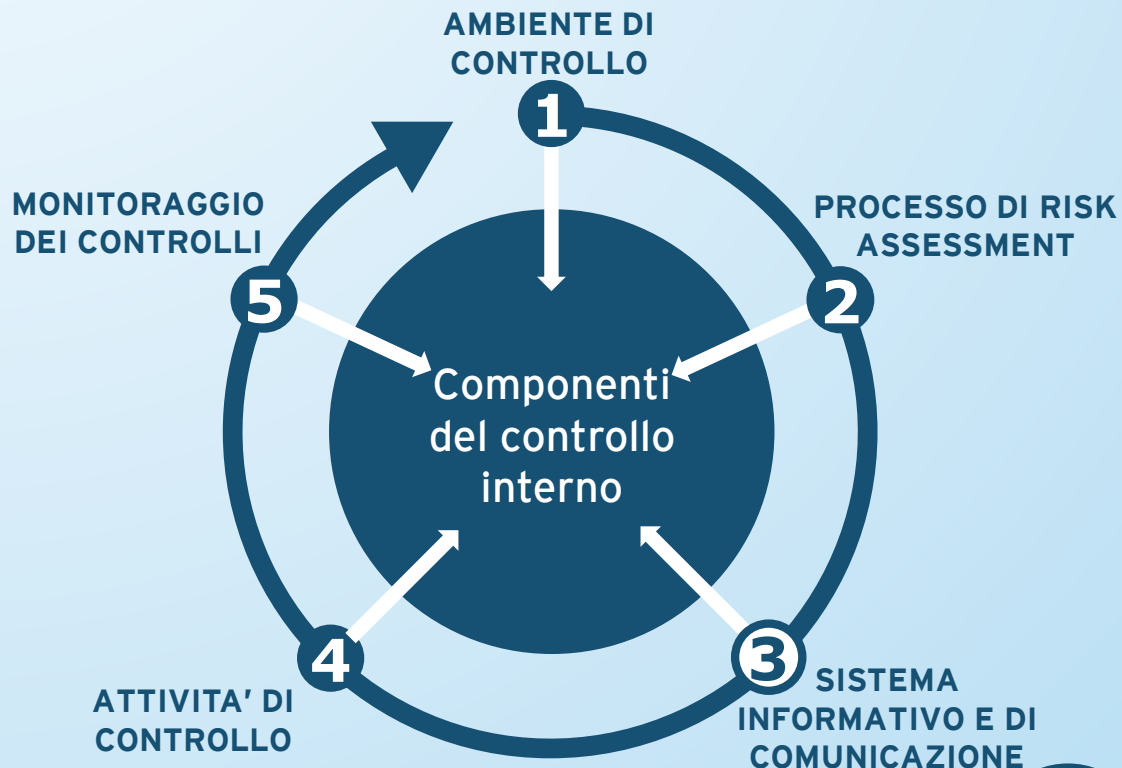 AMBIENTE DI
CONTROLLO
1
PROCESSO DI RISK
ASSESSMENT
2
MONITORAGGIO
DEI CONTROLLI
5
Componenti
del controllo
interno
3
SISTEMA
INFORMATIVO E DI
COMUNICAZIONE
4
ATTIVITA' DI
CONTROLLO